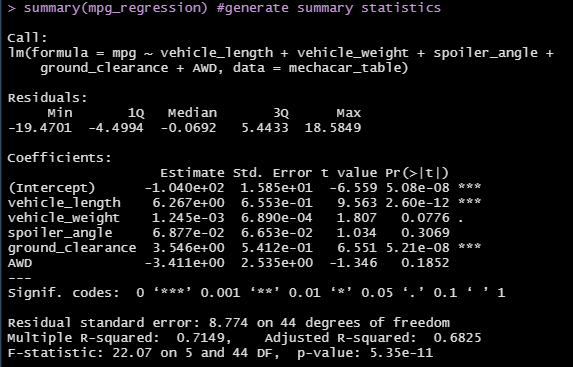 > summary(mpg_regression) #generate summary statistics
Call:
lm(formula = mpg ~ vehicle_length + vehicle_weight + spoiler_angle +
    ground_clearance + AWD, data = mechacar_table)
Residuals:
     Min       1Q   Median       3Q      Max
-19.4701  -4.4994  -0.0692   5.4433  18.5849
Coefficients:
                   Estimate Std. Error t value Pr(>|t|)
(Intercept)      -1.040e+02  1.585e+01  -6.559 5.08e-08 ***
vehicle_length    6.267e+00  6.553e-01   9.563 2.60e-12 ***
vehicle_weight    1.245e-03  6.890e-04   1.807   0.0776 .
spoiler_angle     6.877e-02  6.653e-02   1.034   0.3069
ground_clearance  3.546e+00  5.412e-01   6.551 5.21e-08 ***
AWD              -3.411e+00  2.535e+00  -1.346   0.1852
---
Signif. codes:  0 ‘***’ 0.001 ‘**’ 0.01 ‘*’ 0.05 ‘.’ 0.1 ‘ ’ 1
Residual standard error: 8.774 on 44 degrees of freedom
Multiple R-squared:  0.7149,    Adjusted R-squared:  0.6825
F-statistic: 22.07 on 5 and 44 DF,  p-value: 5.35e-11